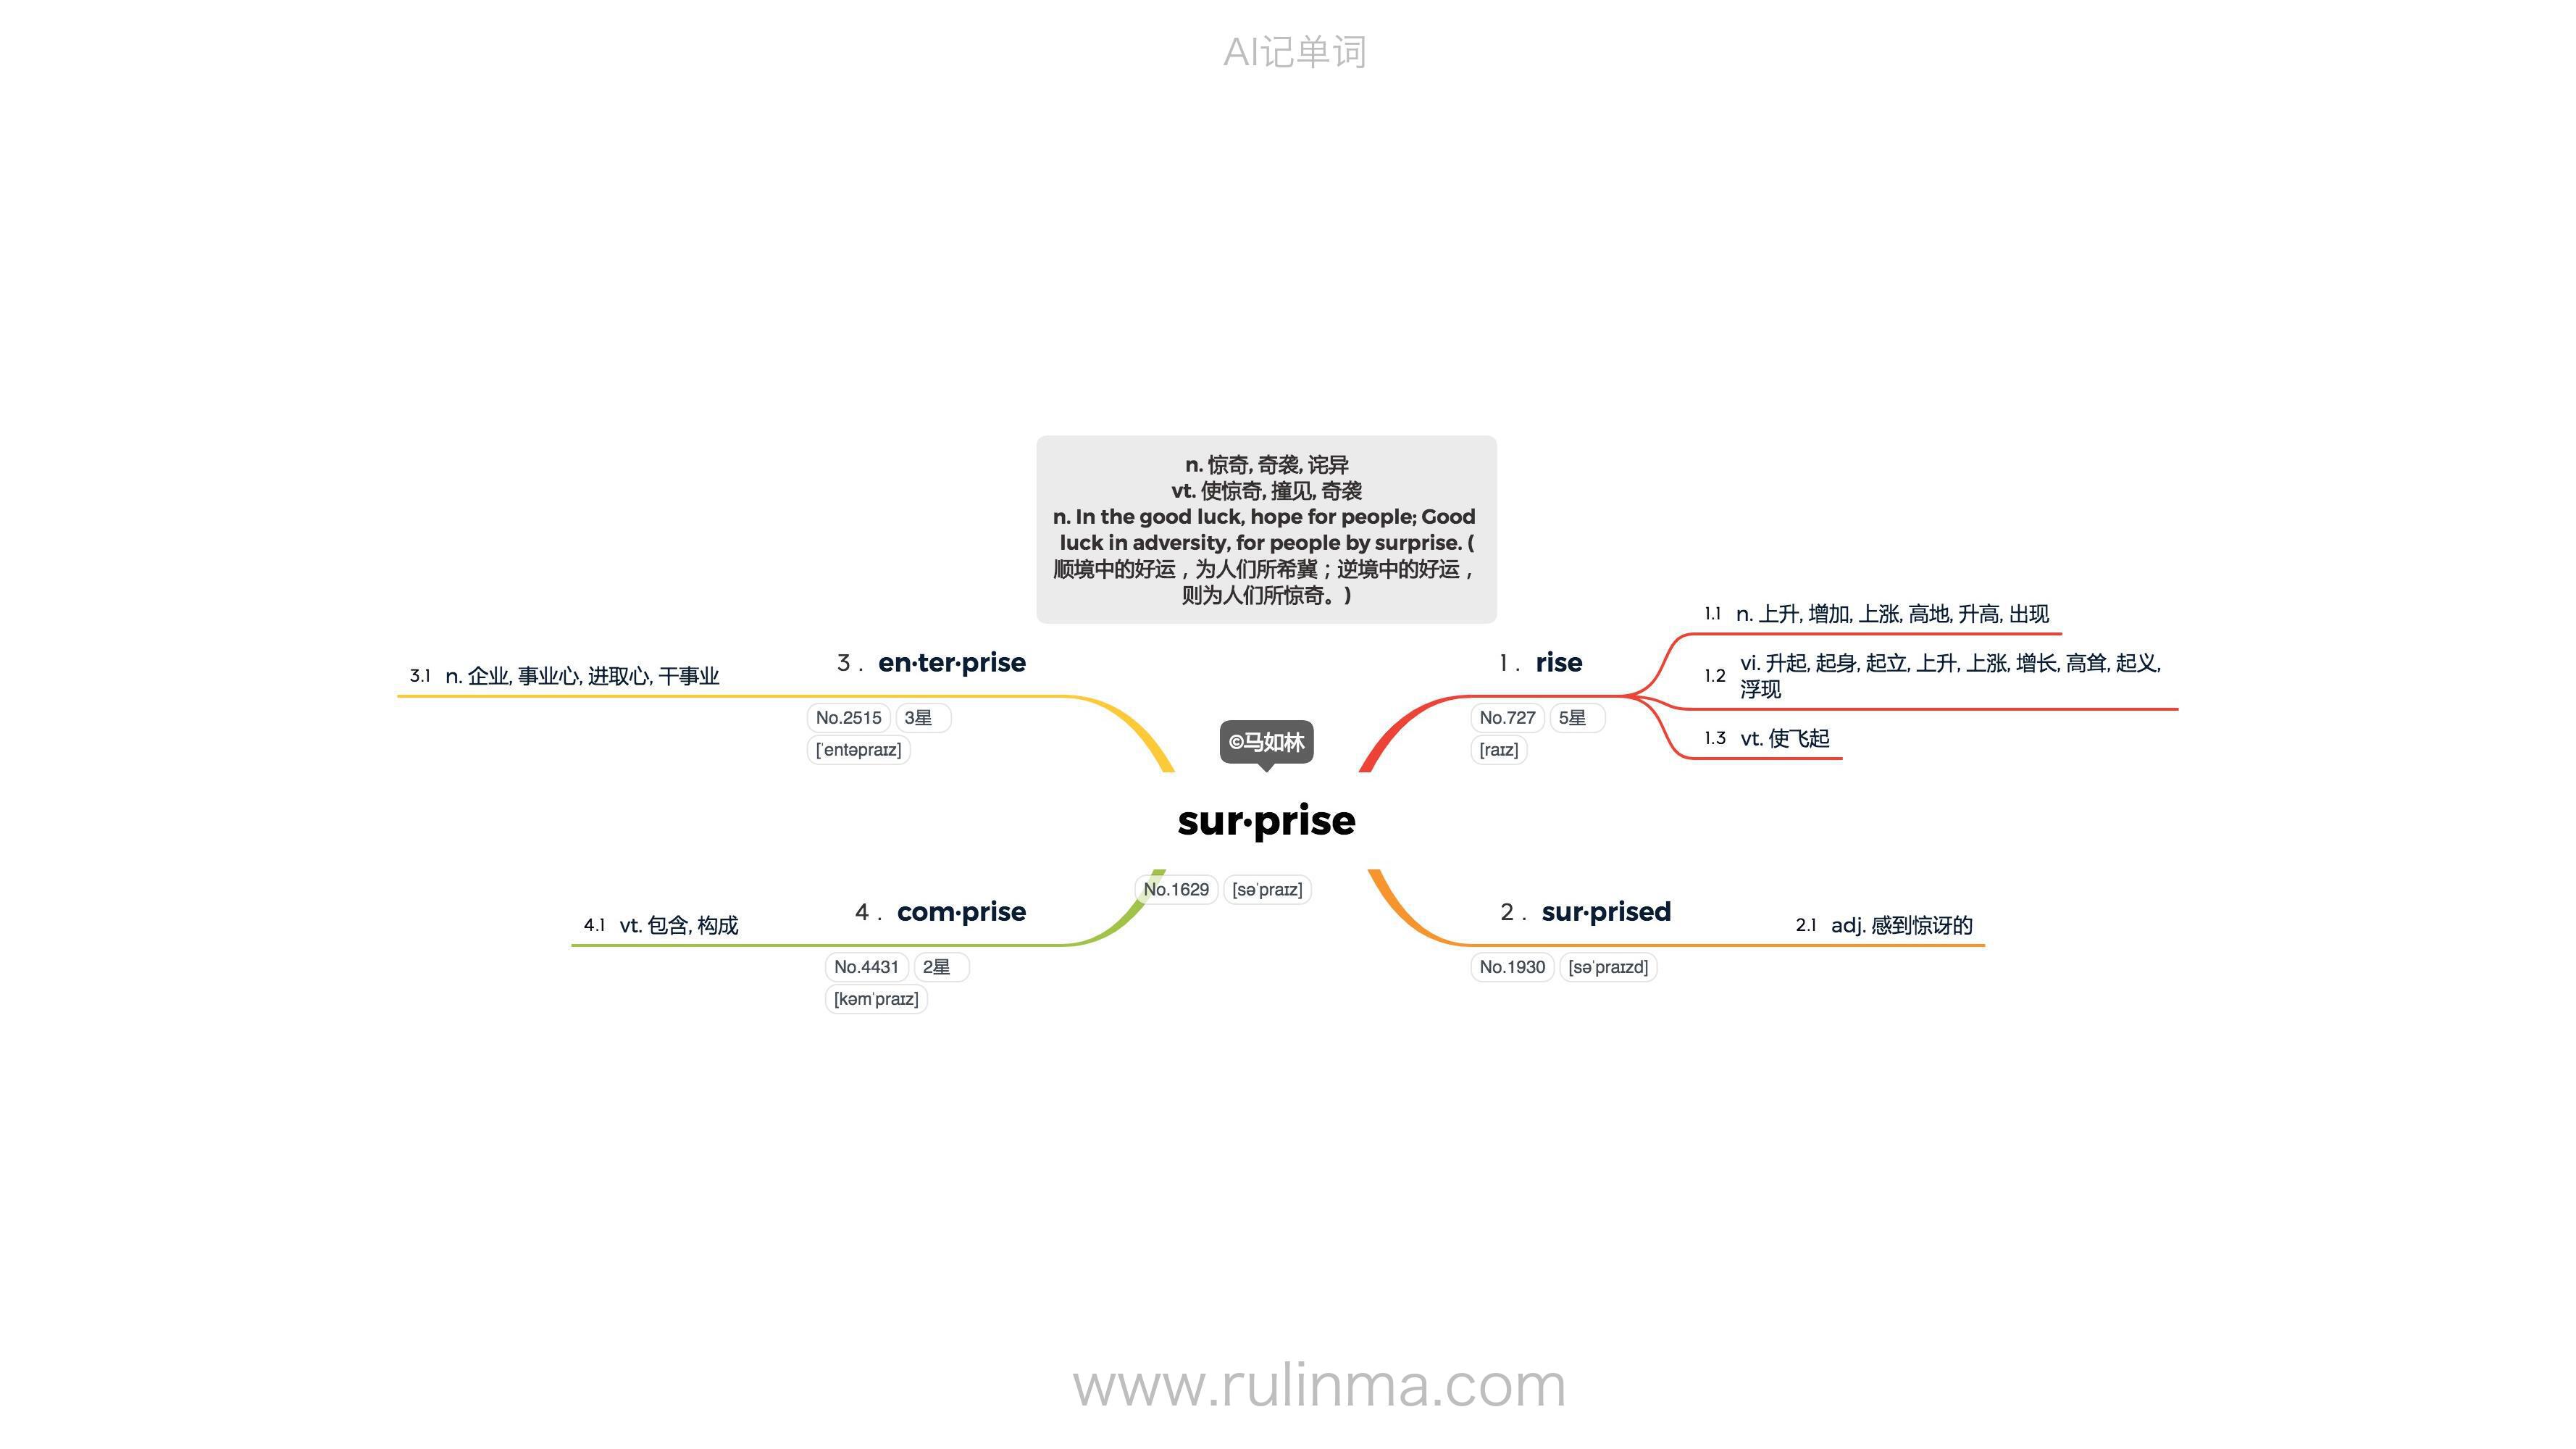 AI记单词
n. 惊奇, 奇袭, 诧异
vt. 使惊奇, 撞见, 奇袭
n. In the good luck, hope for people; Good
luck in adversity, for people by surprise. (
顺境中的好运，为人们所希冀；逆境中的好运，
则为人们所惊奇。)
©马如林
sur·prise
No.1629 [səˈpraɪz]
1. rise
No.727 5星
[raɪz]
1.1 n. 上升, 增加, 上涨, 高地, 升高, 出现
1.2 vi. 升起, 起身, 起立, 上升, 上涨, 增长, 高耸, 起义,
浮现
1.3 vt. 使飞起
2. sur·prised
No.1930 [səˈpraɪzd]
2.1 adj. 感到惊讶的
3. en·ter·prise
No.2515 3星
[ˈentəpraɪz]
3.1 n. 企业, 事业心, 进取心, 干事业
4. com·prise
No.4431 2星
[kəmˈpraɪz]
4.1 vt. 包含, 构成
www.rulinma.com